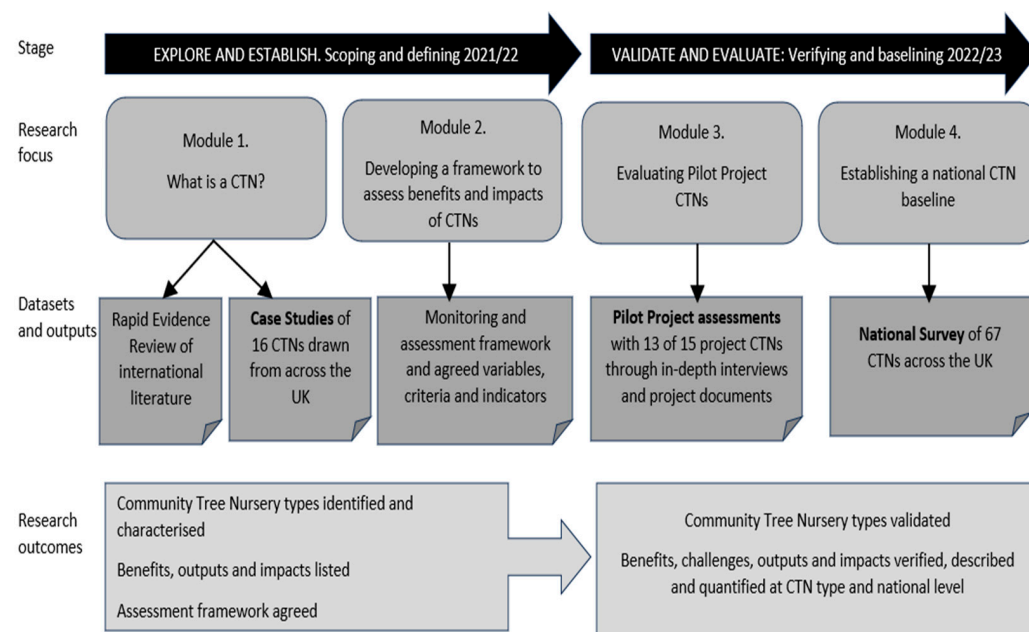 Stage
EXPLORE AND ESTABLISH. Scoping and defining 2021/22
VALIDATE AND EVALUATE: Verifying and baselining 2022/23
Research
focus
Module 1.
What is a CTN?
Module 2.
Developing a framework to
assess benefits and impacts
of CTNs
Module 3.
Evaluating Pilot Project
CTNs
Module 4.
Establishing a national CTN
baseline
Datasets
and outputs
Rapid Evidence
Review of
international
literature
Case Studies of
16 CTNs drawn
from across the
UK
Monitoring and
assessment framework
and agreed variables,
criteria and indicators
Pilot Project assessments
with 13 of 15 project CTNs
through in-depth interviews
and project documents
National Survey of 67
CTNs across the UK
Research
outcomes
Community Tree Nursery types identified and
characterised
Benefits, outputs and impacts listed
Assessment framework agreed
Community Tree Nursery types validated
Benefits, challenges, outputs and impacts verified, described
and quantified at CTN type and national level